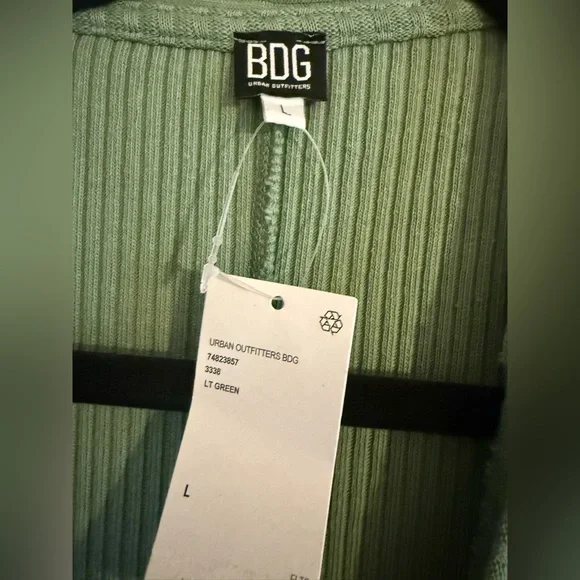 BDG
URBAN OUTFITTERS
L
URBAN OUTFITTERS BDG
74823857
3338
LT GREEN
L